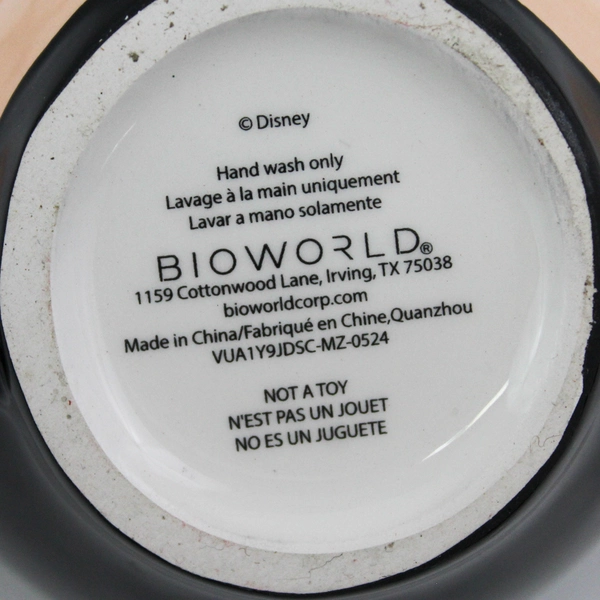 © Disney
Hand wash only
Lavage à la main uniquement
Lavar a mano solamente
BIOWORLD®
1159 Cottonwood Lane, Irving, TX 75038
bioworldcorp.com
Made in China/Fabriqué en Chine,Quanzhou
VUA1Y9JDSC-MZ-0524
NOT A TOY
N'EST PAS UN JOUET
NO ES UN JUGUETE